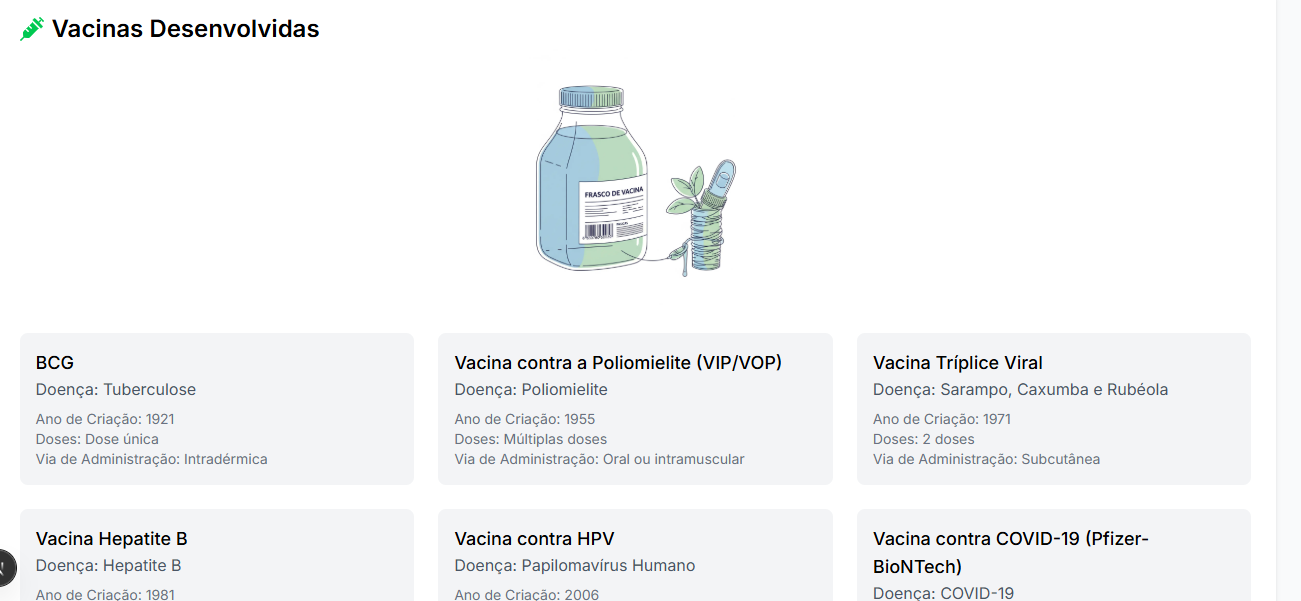 Vacinas Desenvolvidas
FRASCO DE VACINA
BCG
Doença: Tuberculose
Ano de Criação: 1921
Doses: Dose única
Via de Administração: Intradérmica
Vacina contra a Poliomielite (VIP/VOP)
Doença: Poliomielite
Ano de Criação: 1955
Doses: Múltiplas doses
Via de Administração: Oral ou intramuscular
Vacina Tríplice Viral
Doença: Sarampo, Caxumba e Rubéola
Ano de Criação: 1971
Doses: 2 doses
Via de Administração: Subcutânea
Vacina Hepatite B
Doença: Hepatite B
Ano de Criação: 1981
Vacina contra HPV
Doença: Papilomavírus Humano
Ano de Criação: 2006
Vacina contra COVID-19 (Pfizer-
BioNTech)
Doença: COVID-19